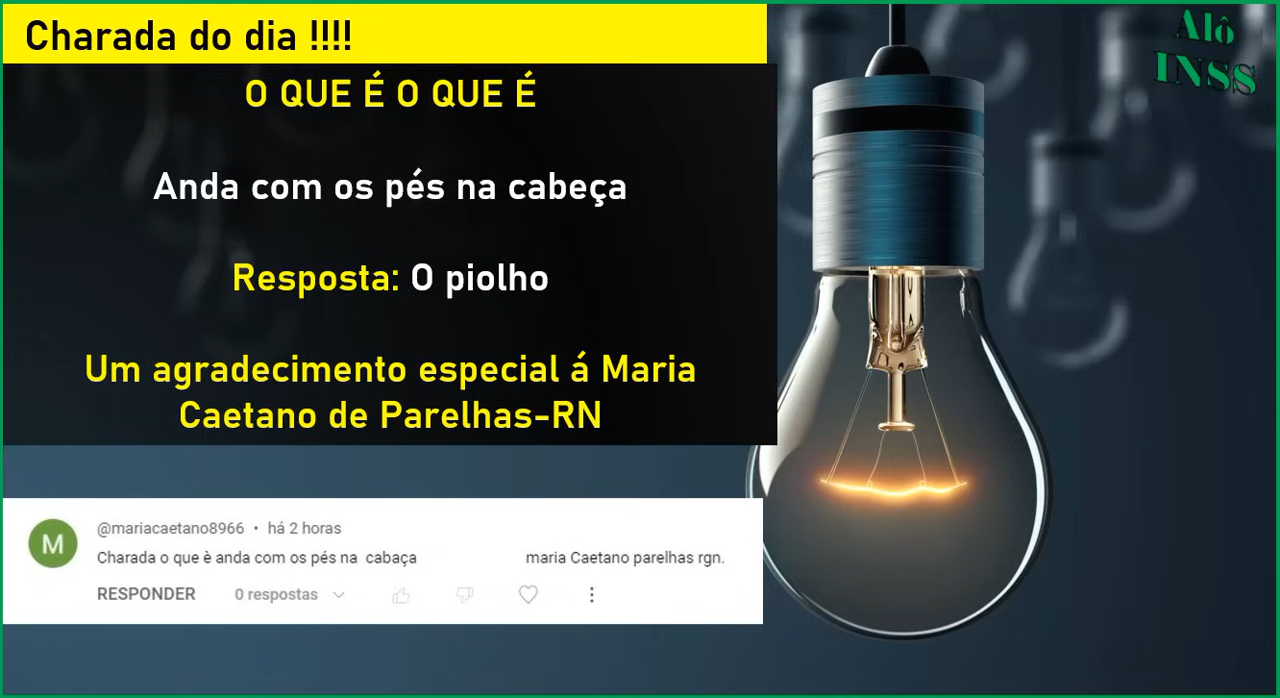 Charada do dia !!!!
Alô
INSS
O QUE É O QUE É
Anda com os pés na cabeça
Resposta: O piolho
Um agradecimento especial á Maria
Caetano de Parelhas-RN
M
@mariacaetano8966 • há 2 horas
Charada o que è anda com os pés na cabaça maria Caetano parelhas rgn.
RESPONDER 0 respostas